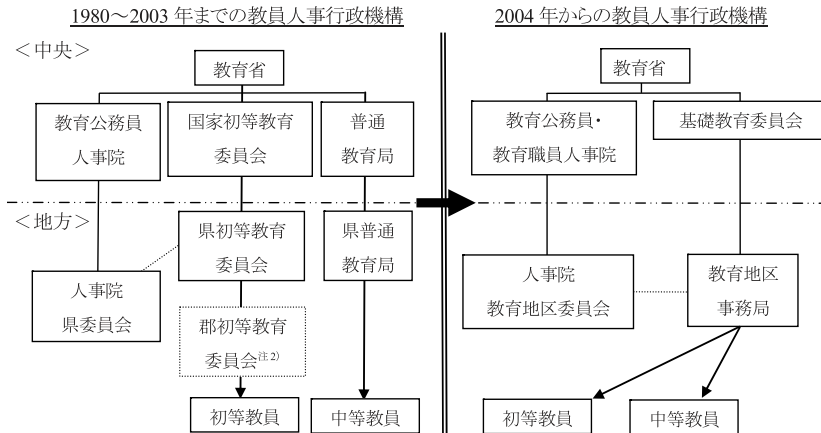 1980～2003 年までの教員人事行政機構
＜中央＞
教育省
教育公務員
人事院
国家初等教育
委員会
普通
教育局
＜地方＞
県初等教育
委員会
県普通
教育局
人事院
県委員会
郡初等教育
委員会注2)
初等教員
中等教員
2004 年からの教員人事行政機構
教育省
教育公務員・
教育職員人事院
基礎教育委員会
人事院
教育地区委員会
教育地区
事務局
初等教員
中等教員